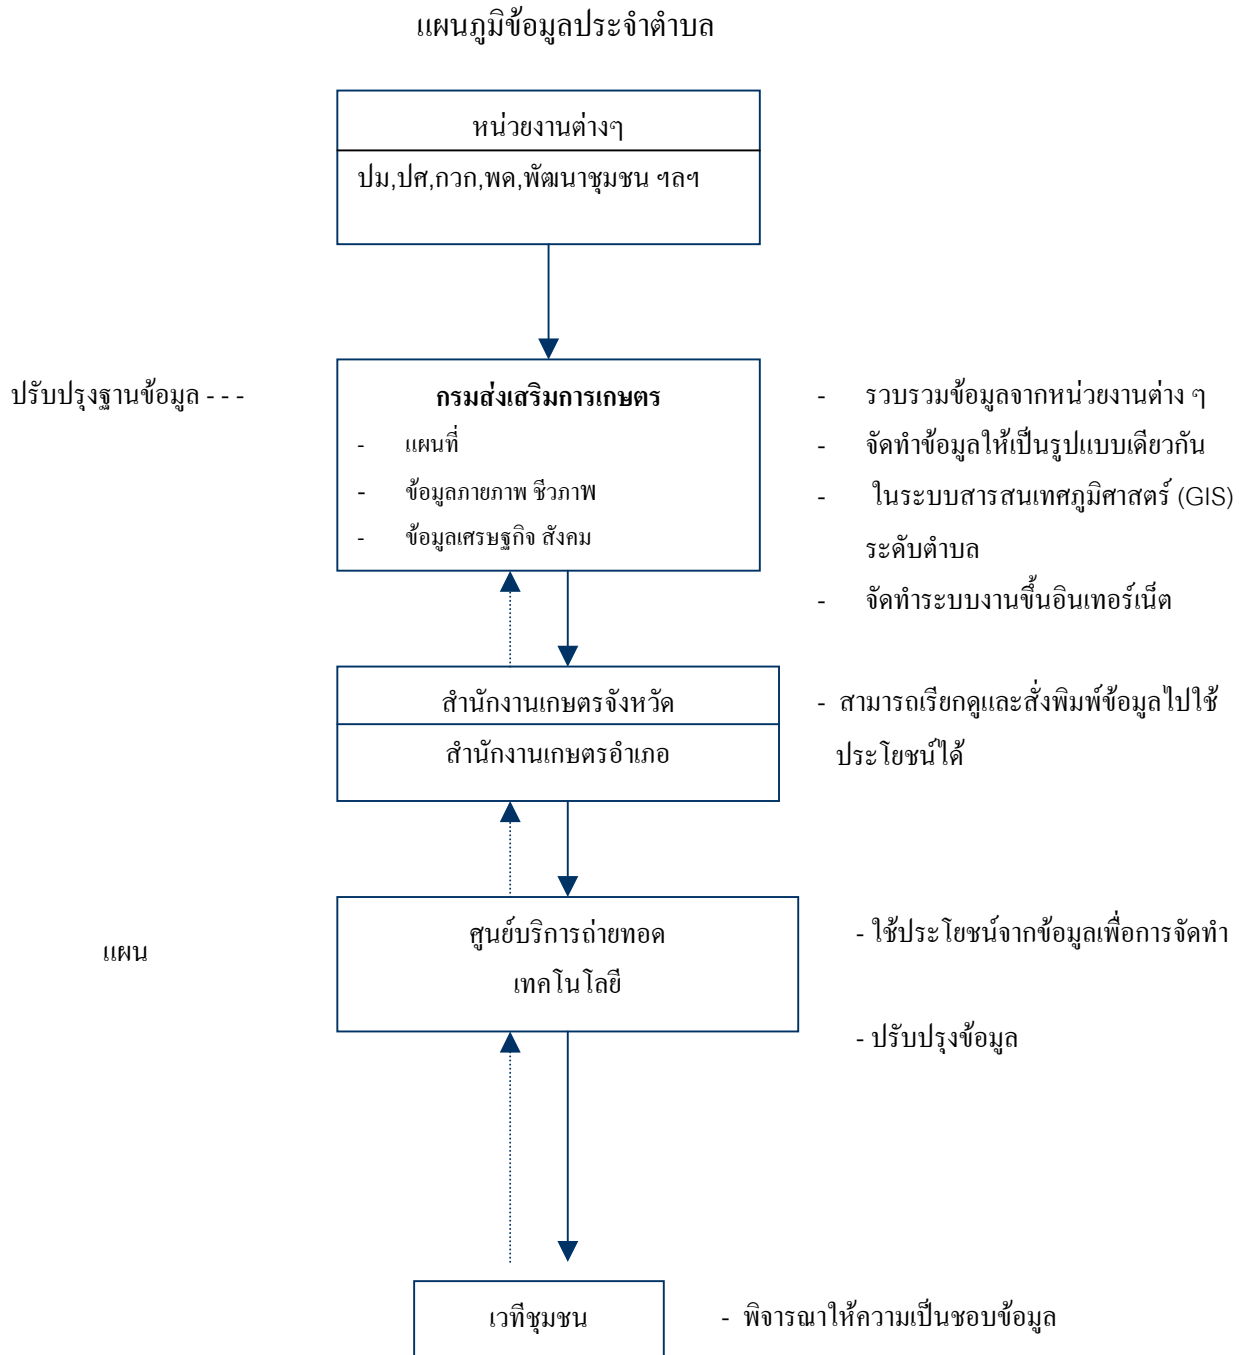 แผนภูมิข้อมูลประจำตำบล
หน่วยงานต่างๆ
ปม,ปศ,กวก,พด,พัฒนาชุมชน ฯลฯ
ปรับปรุงฐานข้อมูล - - -
กรมส่งเสริมการเกษตร
- แผนที่
- ข้อมูลภายภาพ ชีวภาพ
- ข้อมูลเศรษฐกิจ สังคม
- รวบรวมข้อมูลจากหน่วยงานต่าง ๆ
- จัดทำข้อมูลให้เป็นรูปแบบเดียวกัน
- ในระบบสารสนเทศภูมิศาสตร์ (GIS)
ระดับตำบล
- จัดทำระบบงานขึ้นอินเทอร์เน็ต
สำนักงานเกษตรจังหวัด
สำนักงานเกษตรอำเภอ
- สามารถเรียกดูและสั่งพิมพ์ข้อมูลไปใช้
ประโยชน์ได้
ศูนย์บริการถ่ายทอด
เทคโนโลยี
- ใช้ประโยชน์จากข้อมูลเพื่อการจัดทำ
แผน
- ปรับปรุงข้อมูล
เวทีชุมชน
- พิจารณาให้ความเป็นชอบข้อมูล